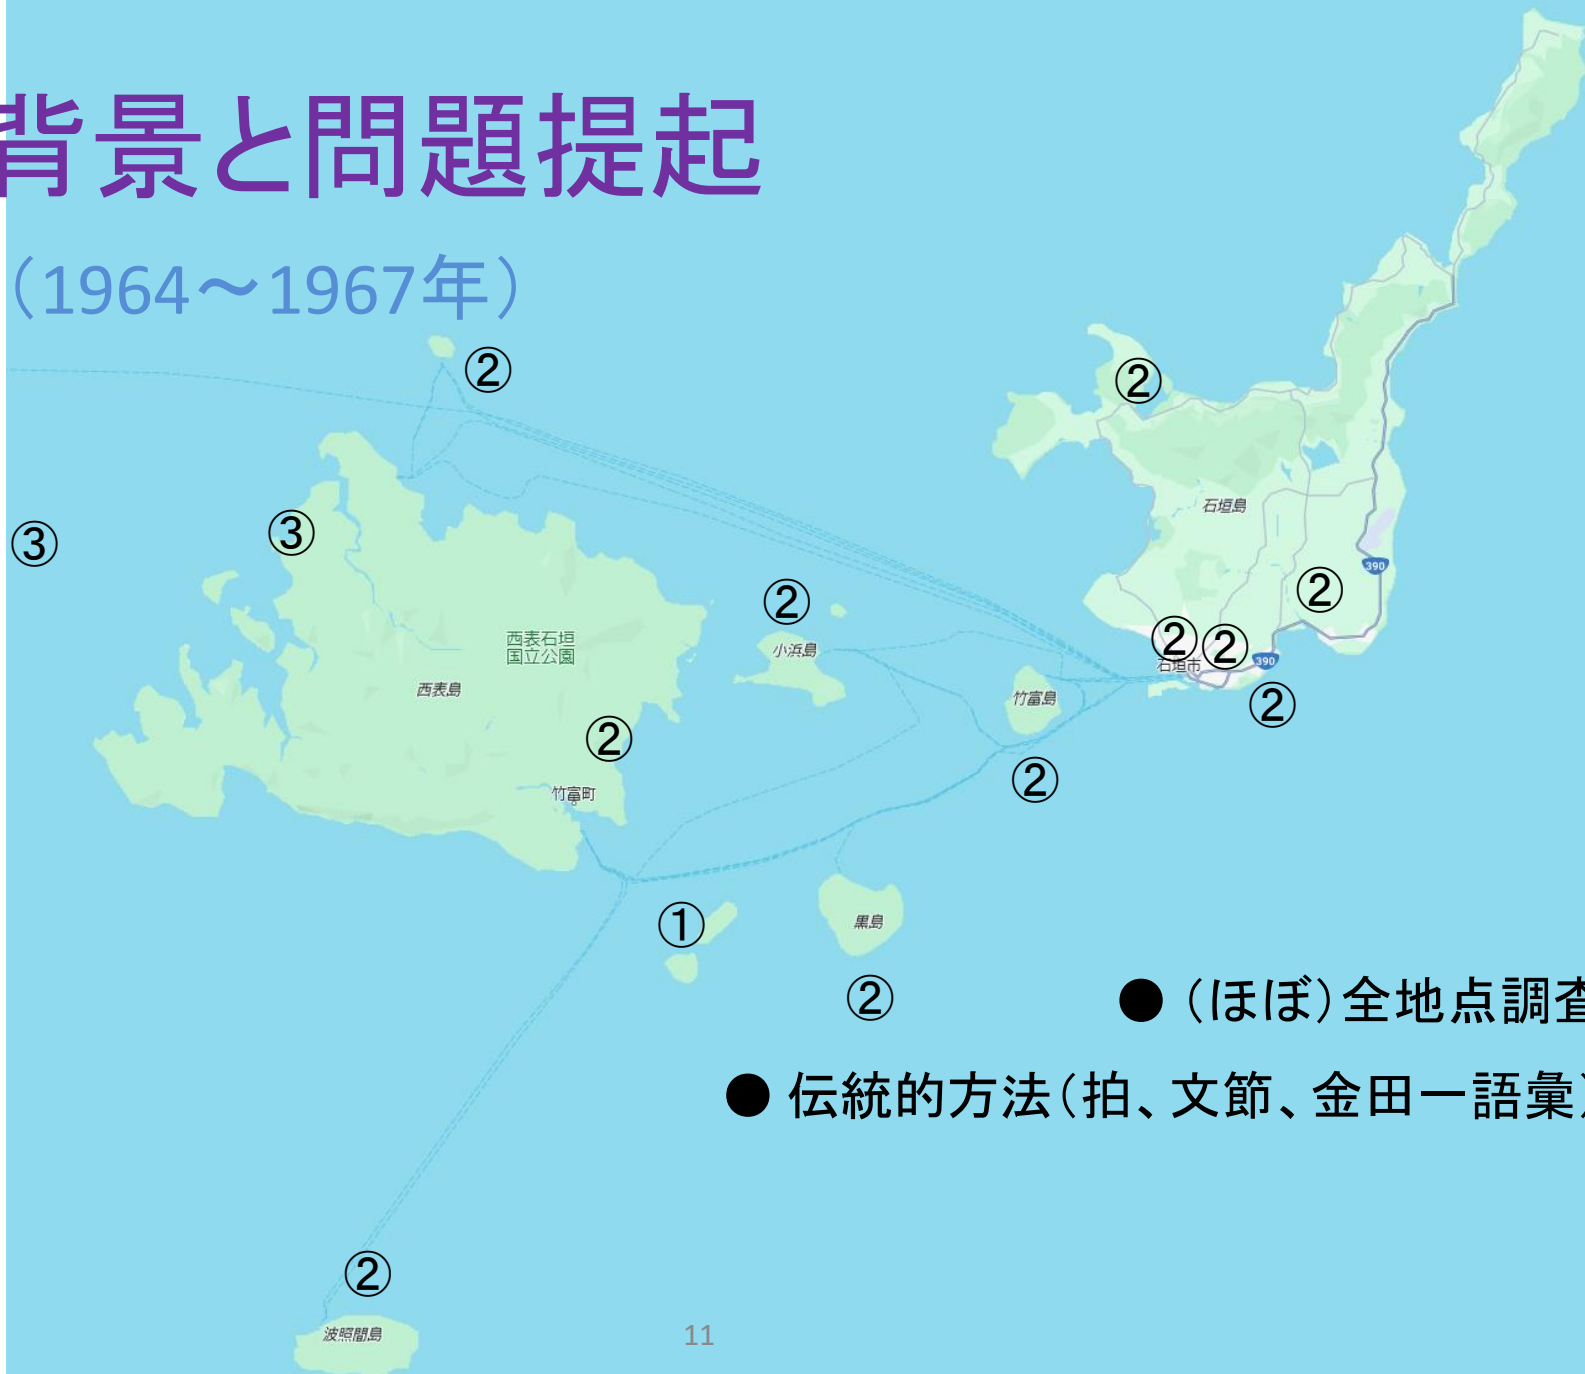 背景と問題提起
（1964～1967年）
②
②
石垣島
③
③
390
②
②
西表石垣
国立公園
小浜島
②
②
石垣市
390
西表島
竹富島
②
②
②
竹富町
①
黒島
②
●（ほぼ）全地点調査
● 伝統的方法（拍、文節、金田一語彙）
②
波照間島
11